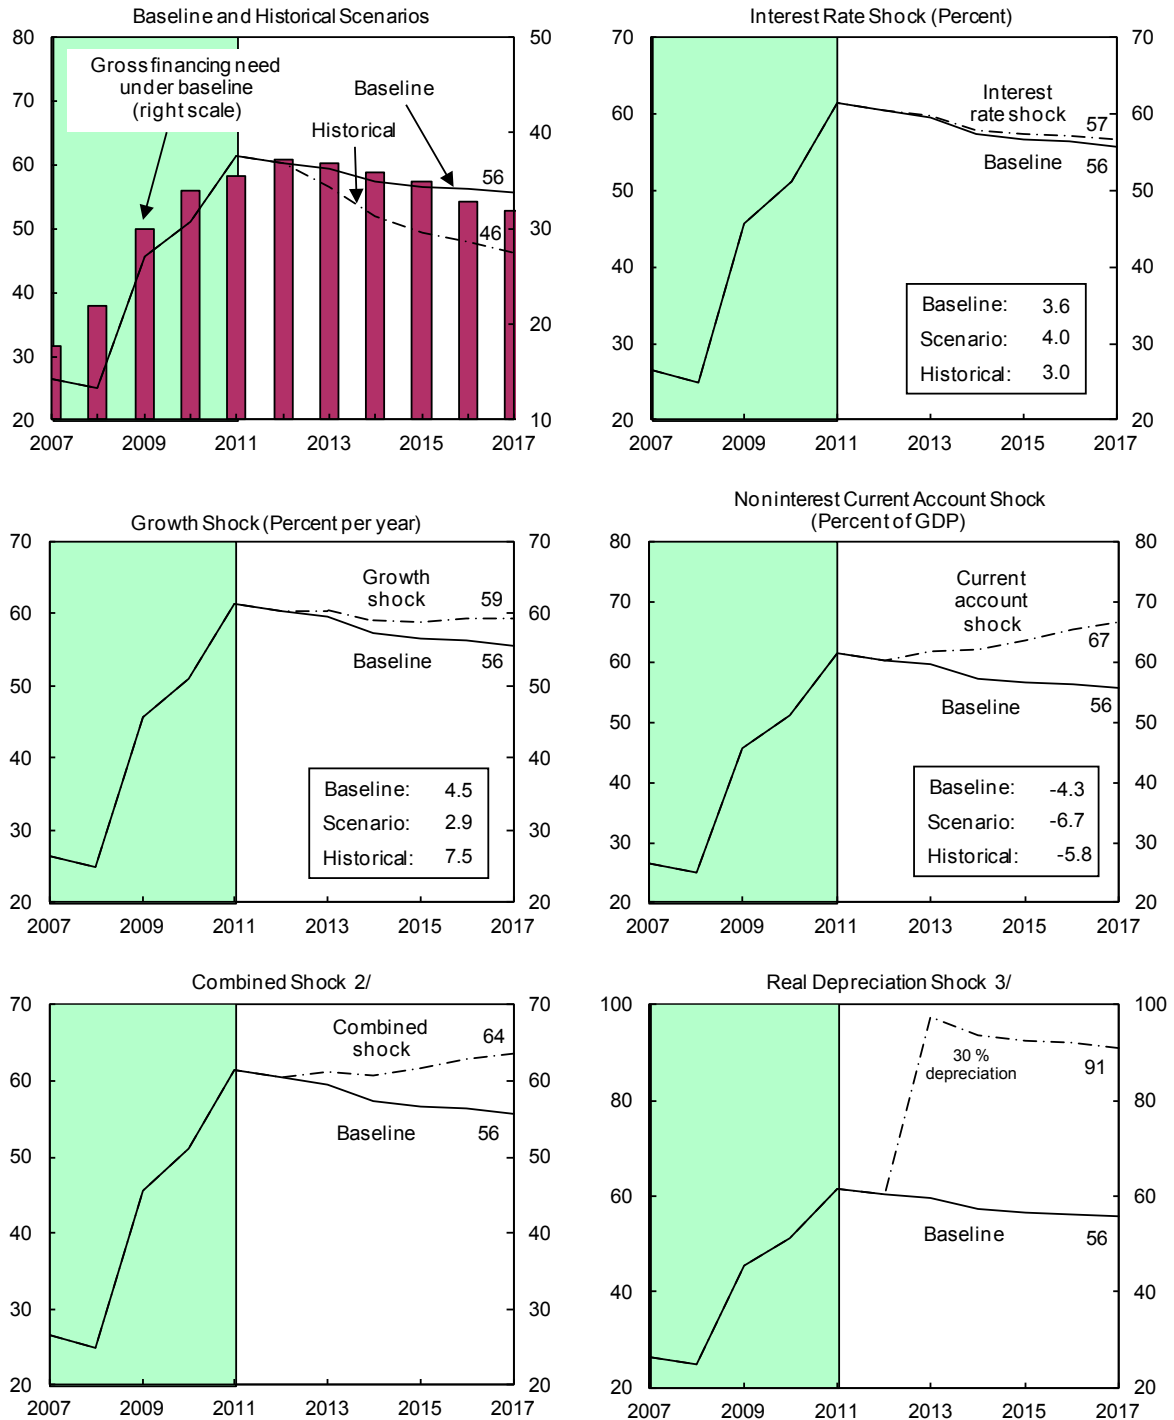 Baseline and Historical Scenarios
80
70
60
50
40
30
20
50
40
30
20
10
Gross financing need
under baseline
(right scale)
Baseline
Historical
56
46
2007 2009 2011 2013 2015 2017
Interest Rate Shock (Percent)
70
60
50
40
30
20
70
60
50
40
30
20
Interest
rate shock
57
Baseline
56
Baseline: 3.6
Scenario: 4.0
Historical: 3.0
2007 2009 2011 2013 2015 2017
Growth Shock (Percent per year)
70
60
50
40
30
20
70
60
50
40
30
20
Growth
shock
59
Baseline
56
Baseline: 4.5
Scenario: 2.9
Historical: 7.5
2007 2009 2011 2013 2015 2017
Noninterest Current Account Shock
(Percent of GDP)
80
70
60
50
40
30
20
80
70
60
50
40
30
20
Current
account
shock
67
Baseline
56
Baseline: -4.3
Scenario: -6.7
Historical: -5.8
2007 2009 2011 2013 2015 2017
Combined Shock 2/
70
60
50
40
30
20
70
60
50
40
30
20
Combined
shock
64
Baseline
56
2007 2009 2011 2013 2015 2017
Real Depreciation Shock 3/
100
80
60
40
20
100
80
60
40
20
30 %
depreciation
91
Baseline
56
2007 2009 2011 2013 2015 2017